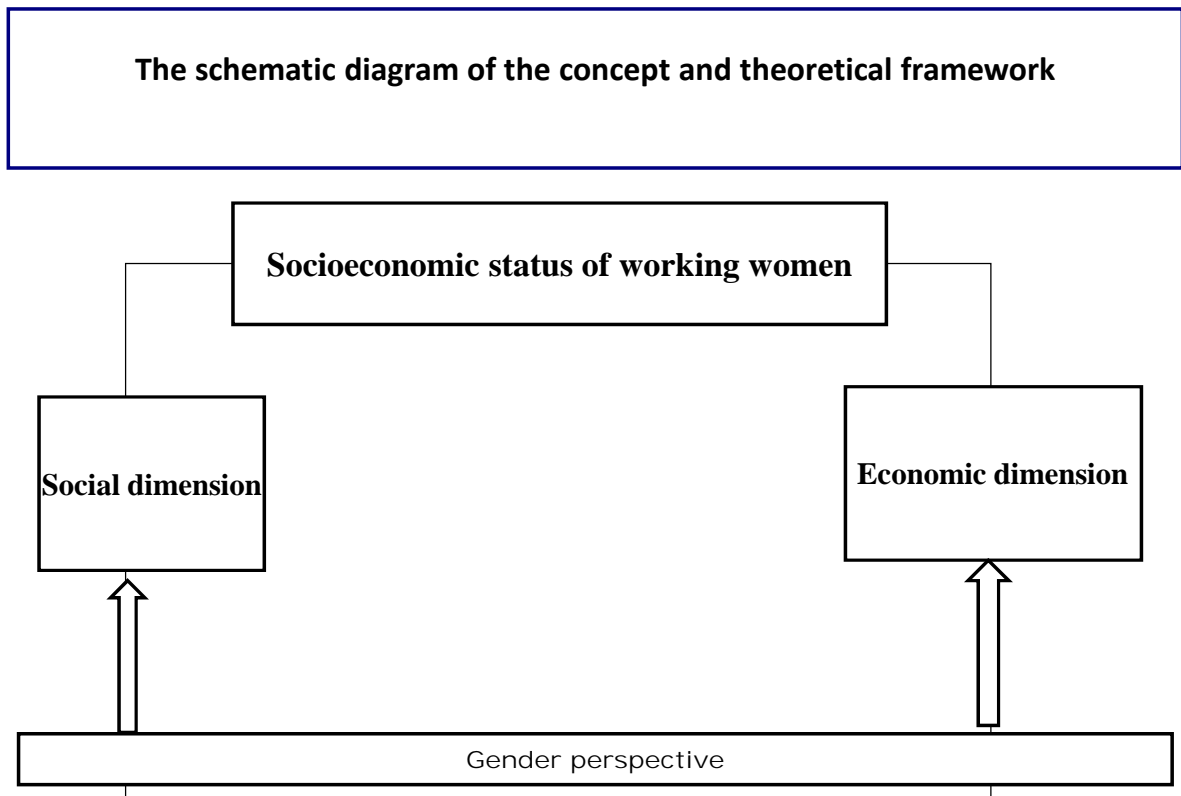 The schematic diagram of the concept and theoretical framework
Socioeconomic status of working women
Social dimension
Economic dimension
Gender perspective